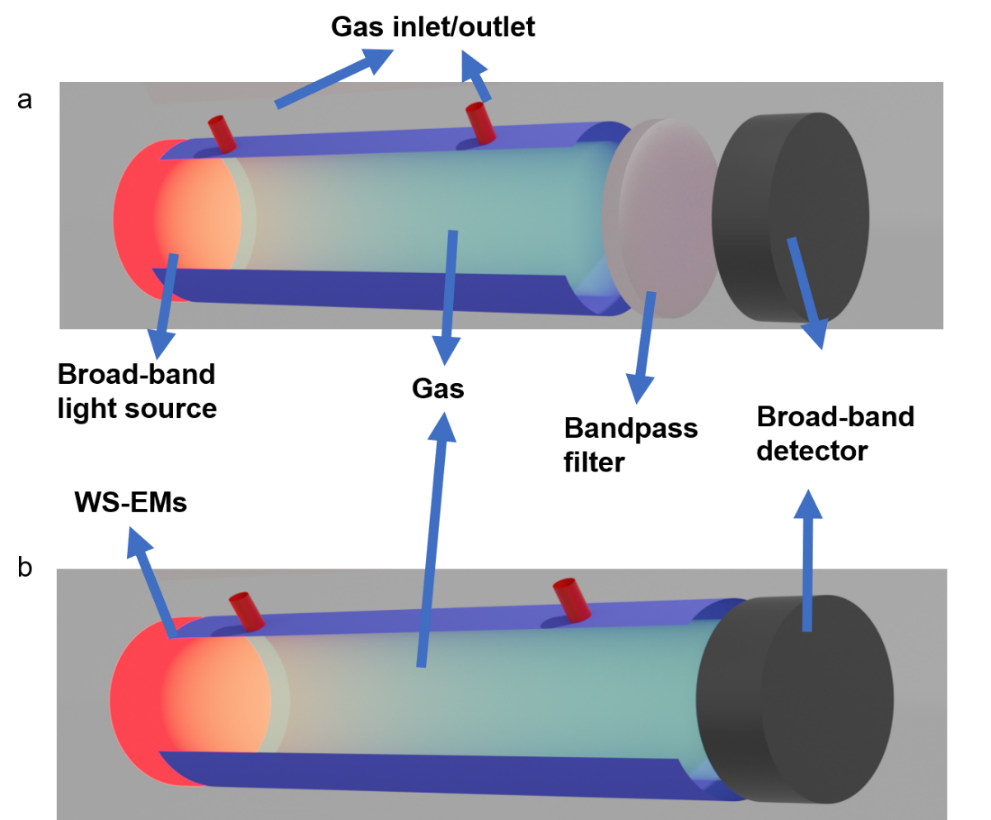 Gas inlet/outlet
a
Broad-band
light source
Gas
Bandpass
filter
Broad-band
detector
WS-EMs
b